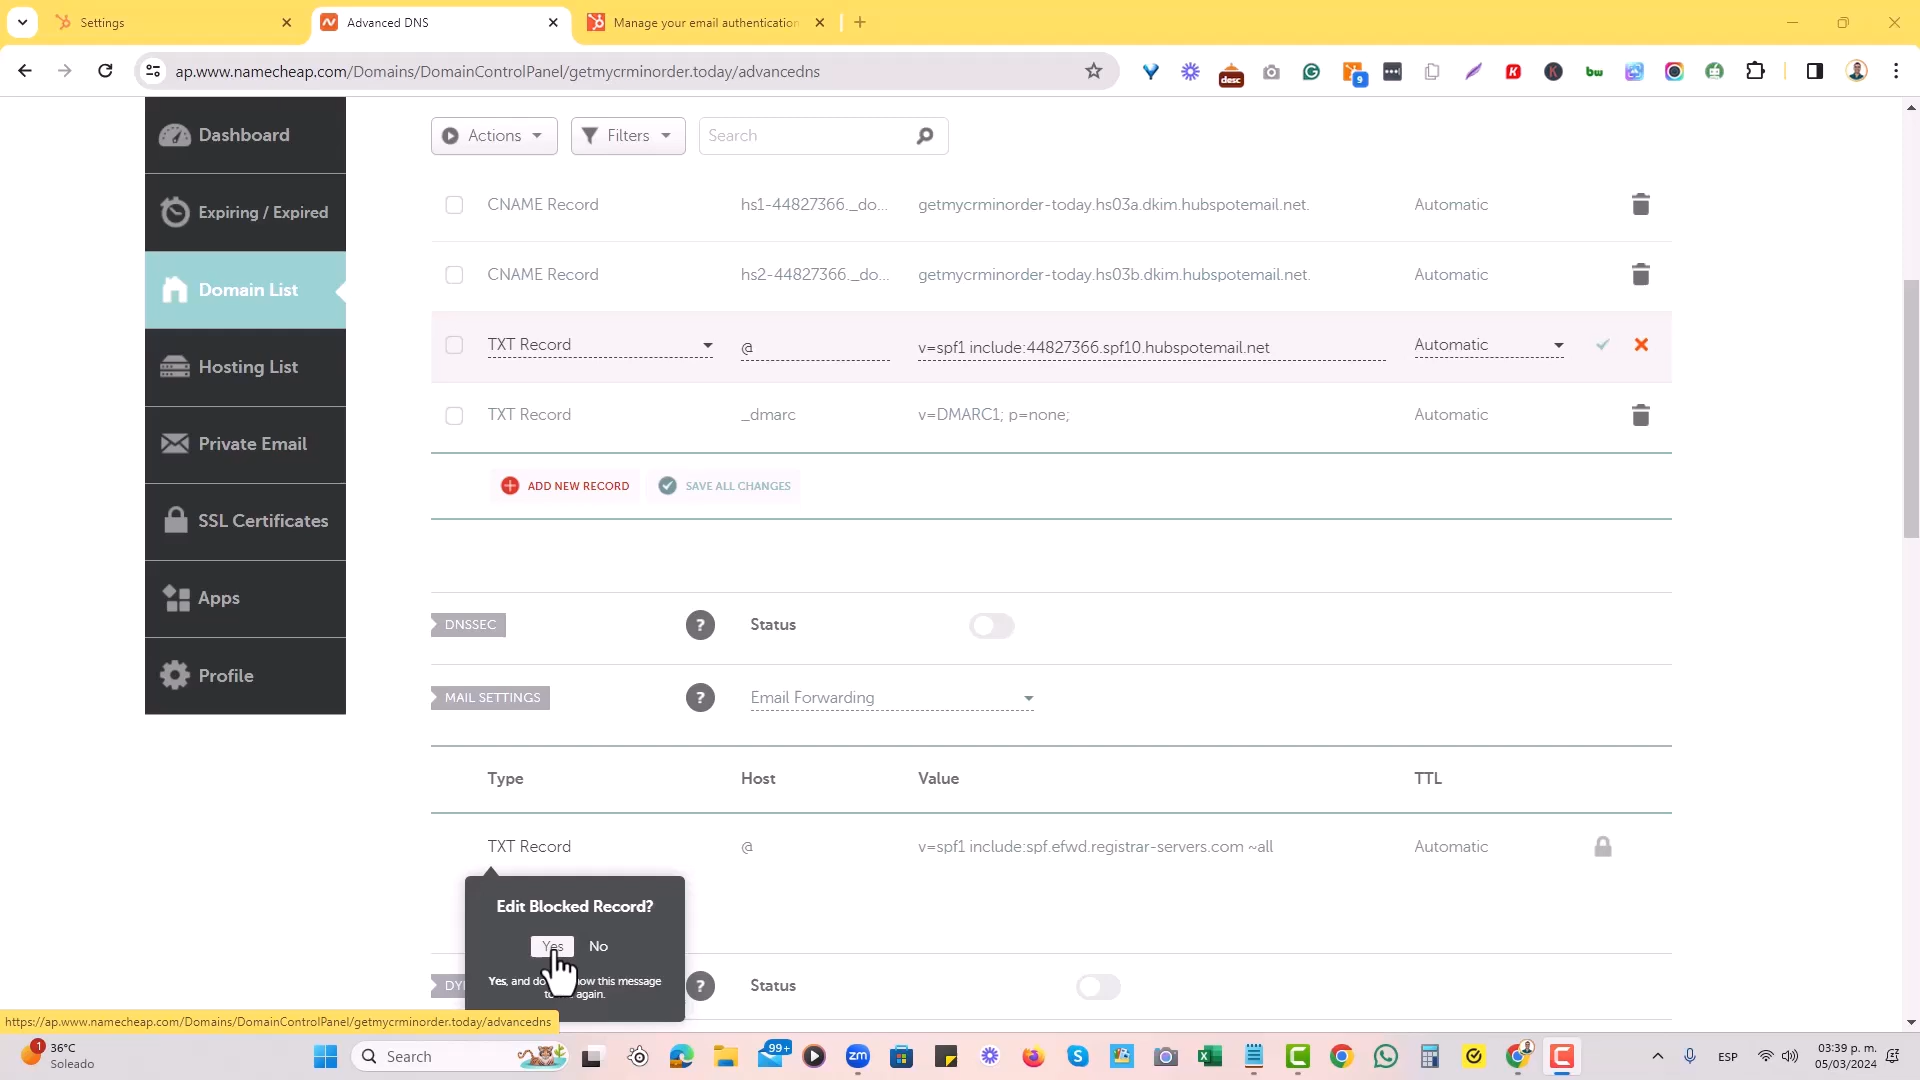 Settings
Advanced DNS
Manage your email authentication
ap.www.namecheap.com/Domains/DomainControlPanel/getmycrminorder.today/advancedns
desc
9
bw
Dashboard
Expiring / Expired
Domain List
Hosting List
Private Email
SSL Certificates
Apps
Profile
Actions
Filters
Search
CNAME Record hs1-44827366._do... getmycrminorder-today.hs03a.dkim.hubspotemail.net. Automatic
CNAME Record hs2-44827366._do... getmycrminorder-today.hs03b.dkim.hubspotemail.net. Automatic
TXT Record @ v=spf1 include:44827366.spf10.hubspotemail.net Automatic
TXT Record _dmarc v=DMARC1; p=none; Automatic
ADD NEW RECORD SAVE ALL CHANGES
DNSSEC ? Status
MAIL SETTINGS ? Email Forwarding
Type Host Value TTL
TXT Record @ v=spf1 include:spf.efwd.registrar-servers.com ~all Automatic
Edit Blocked Record?
Yes No
Yes, and do this message
again.
? Status
https://ap.www.namecheap.com/Domains/DomainControlPanel/getmycrminorder.today/advancedns
1
36°C
Soleado
Search
99+
zm
ESP
03:39 p. m.
05/03/2024